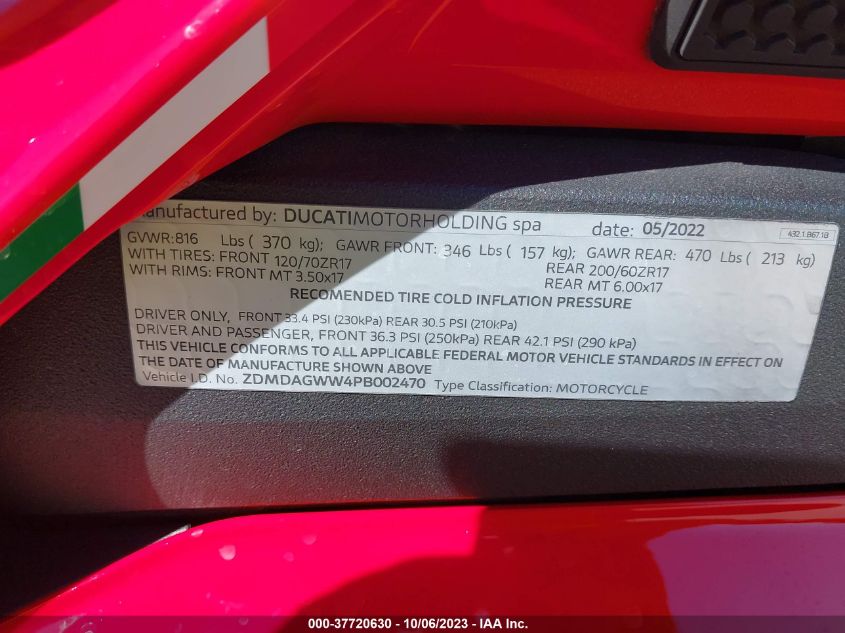 manufactured by: DUCATIMOTORHOLDING spa date: 05/2022 432.1.867.1B
GVWR:816 Lbs ( 370 kg); GAWR FRONT: 346 Lbs ( 157 kg); GAWR REAR: 470 Lbs ( 213 kg)
WITH TIRES: FRONT 120/70ZR17 REAR 200/60ZR17
WITH RIMS: FRONT MT 3.50x17 REAR MT 6.00x17
RECOMENDED TIRE COLD INFLATION PRESSURE
DRIVER ONLY, FRONT 33.4 PSI (230kPa) REAR 30.5 PSI (210kPa)
DRIVER AND PASSENGER, FRONT 36.3 PSI (250kPa) REAR 42.1 PSI (290 kPa)
THIS VEHICLE CONFORMS TO ALL APPLICABLE FEDERAL MOTOR VEHICLE STANDARDS IN EFFECT ON
THE DATE OF MANUFACTURE SHOWN ABOVE
Vehicle I.D. No. ZDMDAGWW4PB002470 Type Classification: MOTORCYCLE
000-37720630 - 10/06/2023 - IAA Inc.